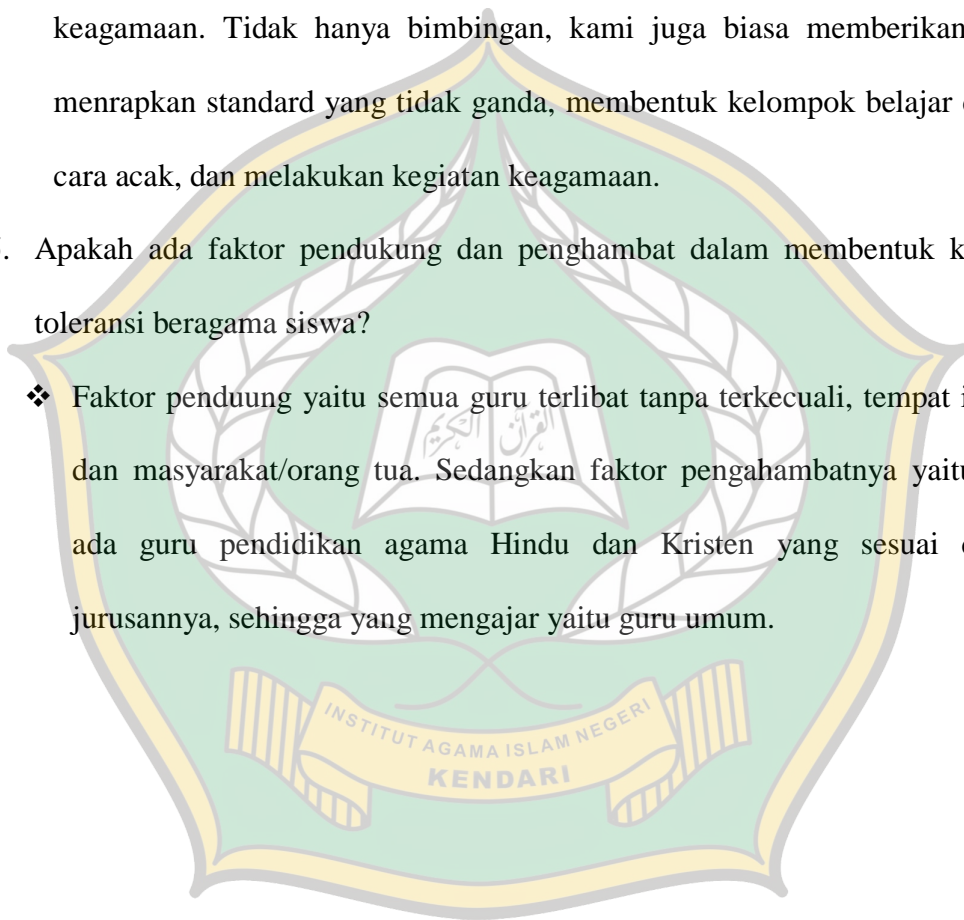 keagamaan. Tidak hanya bimbingan, kami juga biasa memberikan
menrapkan standard yang tidak ganda, membentuk kelompok belajar
cara acak, dan melakukan kegiatan keagamaan.
Apakah ada faktor pendukung dan penghambat dalam membentuk
toleransi beragama siswa?
❖ Faktor penduung yaitu semua guru terlibat tanpa terkecuali, tempat
dan masyarakat/orang tua. Sedangkan faktor pengahambatnya yaitu
ada guru pendidikan agama Hindu dan Kristen yang sesuai
jurusannya, sehingga yang mengajar yaitu guru umum.
القرآن الكريم
INSTITUT AGAMA ISLAM NEGERI
KENDARI